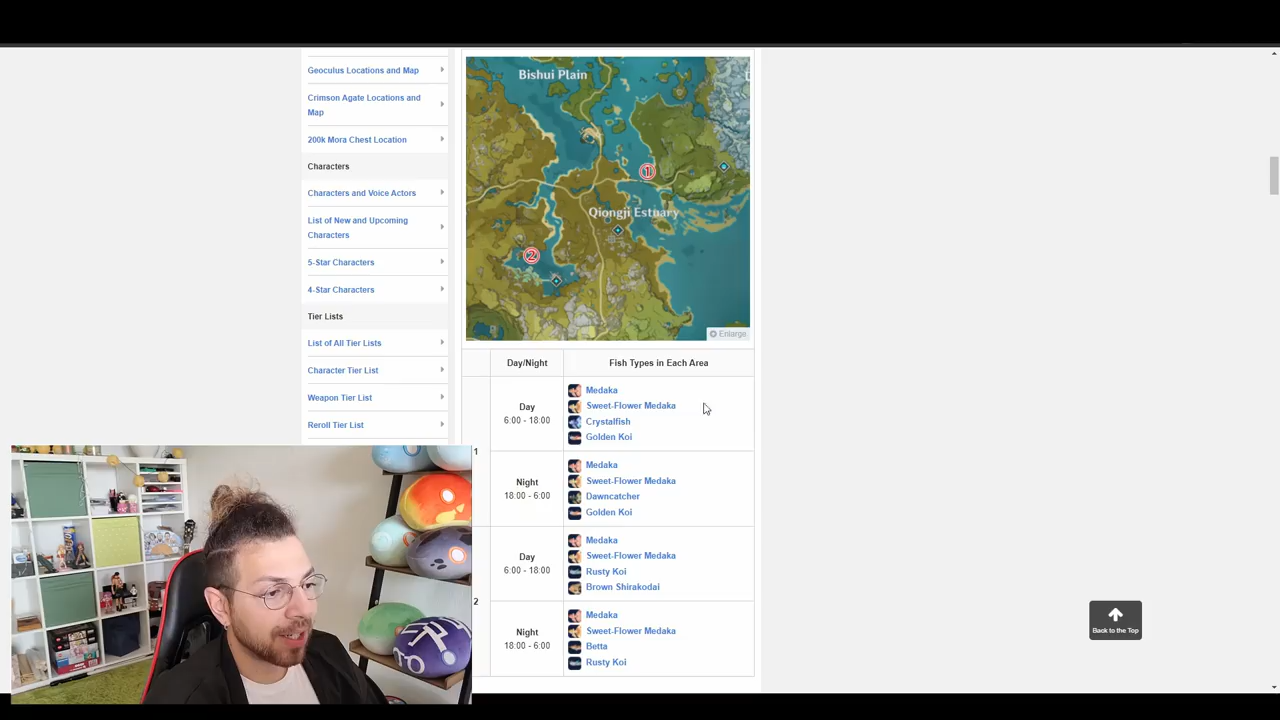 Geoculus Locations and Map
Crimson Agate Locations and
Map
200k Mora Chest Location
Characters
Characters and Voice Actors
List of New and Upcoming
Characters
5-Star Characters
4-Star Characters
Tier Lists
List of All Tier Lists
Character Tier List
Weapon Tier List
Reroll Tier List
Bishui Plain
1
Qiongji Estuary
2
Enlarge
Day/Night
Fish Types in Each Area
1
Day
6:00 - 18:00
Medaka
Sweet-Flower Medaka
Crystalfish
Golden Koi
Night
18:00 - 6:00
Medaka
Sweet-Flower Medaka
Dawncatcher
Golden Koi
2
Day
6:00 - 18:00
Medaka
Sweet-Flower Medaka
Rusty Koi
Brown Shirakodai
Night
18:00 - 6:00
Medaka
Sweet-Flower Medaka
Betta
Rusty Koi
Back to the Top